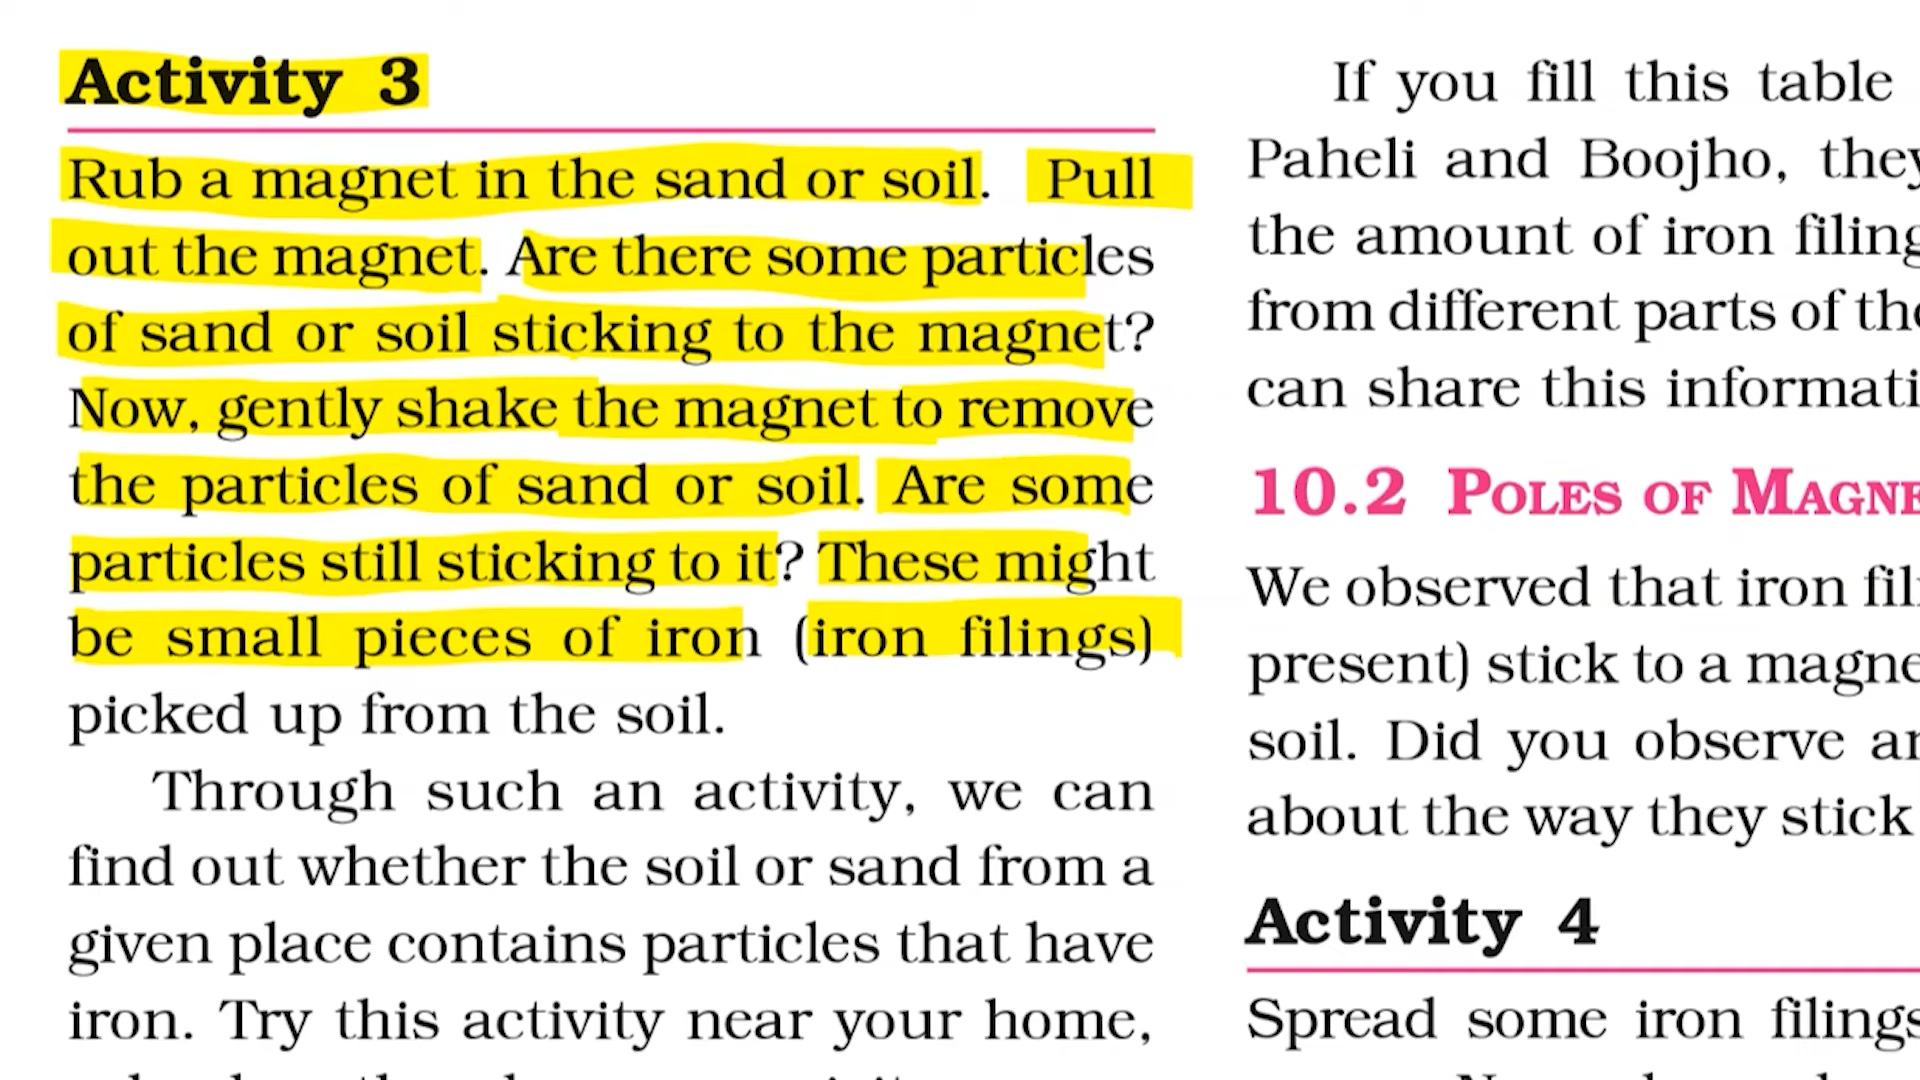 Activity 3
Rub a magnet in the sand or soil. Pull
out the magnet. Are there some particles
of sand or soil sticking to the magnet?
Now, gently shake the magnet to remove
the particles of sand or soil. Are some
particles still sticking to it? These might
be small pieces of iron (iron filings)
picked up from the soil.
Through such an activity, we can
find out whether the soil or sand from a
given place contains particles that have
iron. Try this activity near your home,
If you fill this table
Paheli and Boojho, they
the amount of iron filing
from different parts of the
can share this informati
10.2 POLES OF MAGNE
We observed that iron fil
present) stick to a magne
soil. Did you observe an
about the way they stick
Activity 4
Spread some iron filings